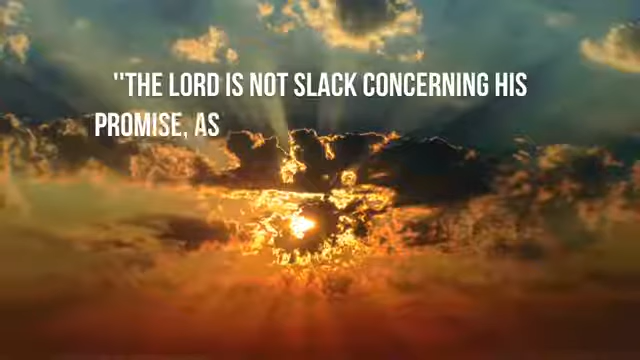 "THE LORD IS NOT SLACK CONCERNING HIS
PROMISE, AS